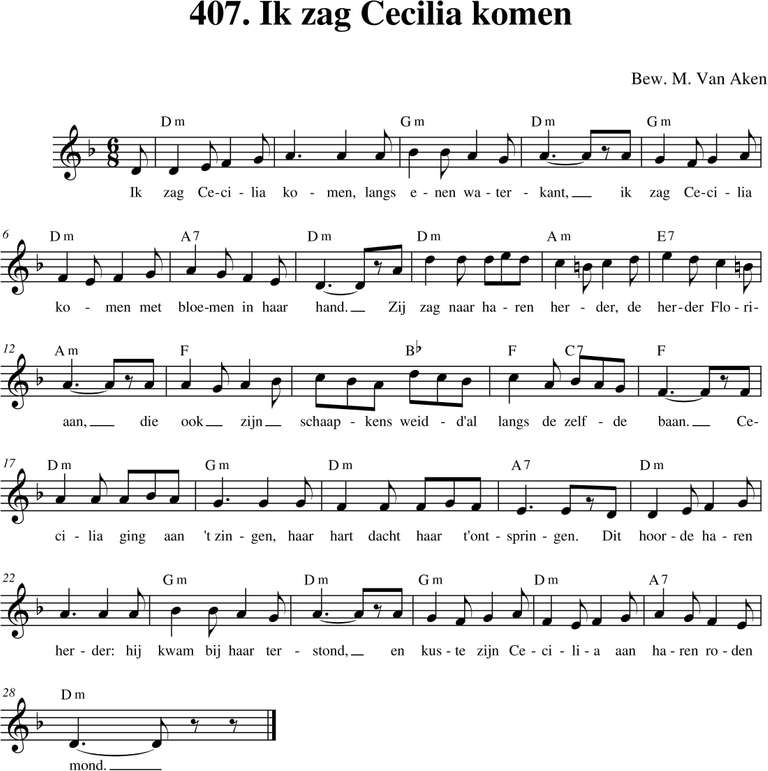 407. Ik zag Cecilia komen
Bew. M. Van Aken
Dm Gm Dm Gm
6 8
Ik zag Ce - ci - lia ko - men, langs e - nen wa - ter - kant, ik zag Ce - ci - lia
6 Dm A7 Dm Dm Am E7
ko - men met bloe - men in haar hand. Zij zag naar ha - ren her - der, de her - der Flo - ri -
12 Am F B♭ F C7 F
aan, die ook zijn schaap - kens weid - d'al langs de zelf - de baan. Ce -
17 Dm Gm Dm A7 Dm
ci - lia ging aan 't zin - gen, haar hart dacht haar t'ont - sprin - gen. Dit hoor - de ha - ren
22 Gm Dm Gm Dm A7
her - der: hij kwam bij haar ter - stond, en kus - te zijn Ce - ci - li - a aan ha - ren ro - den
28 Dm
mond.